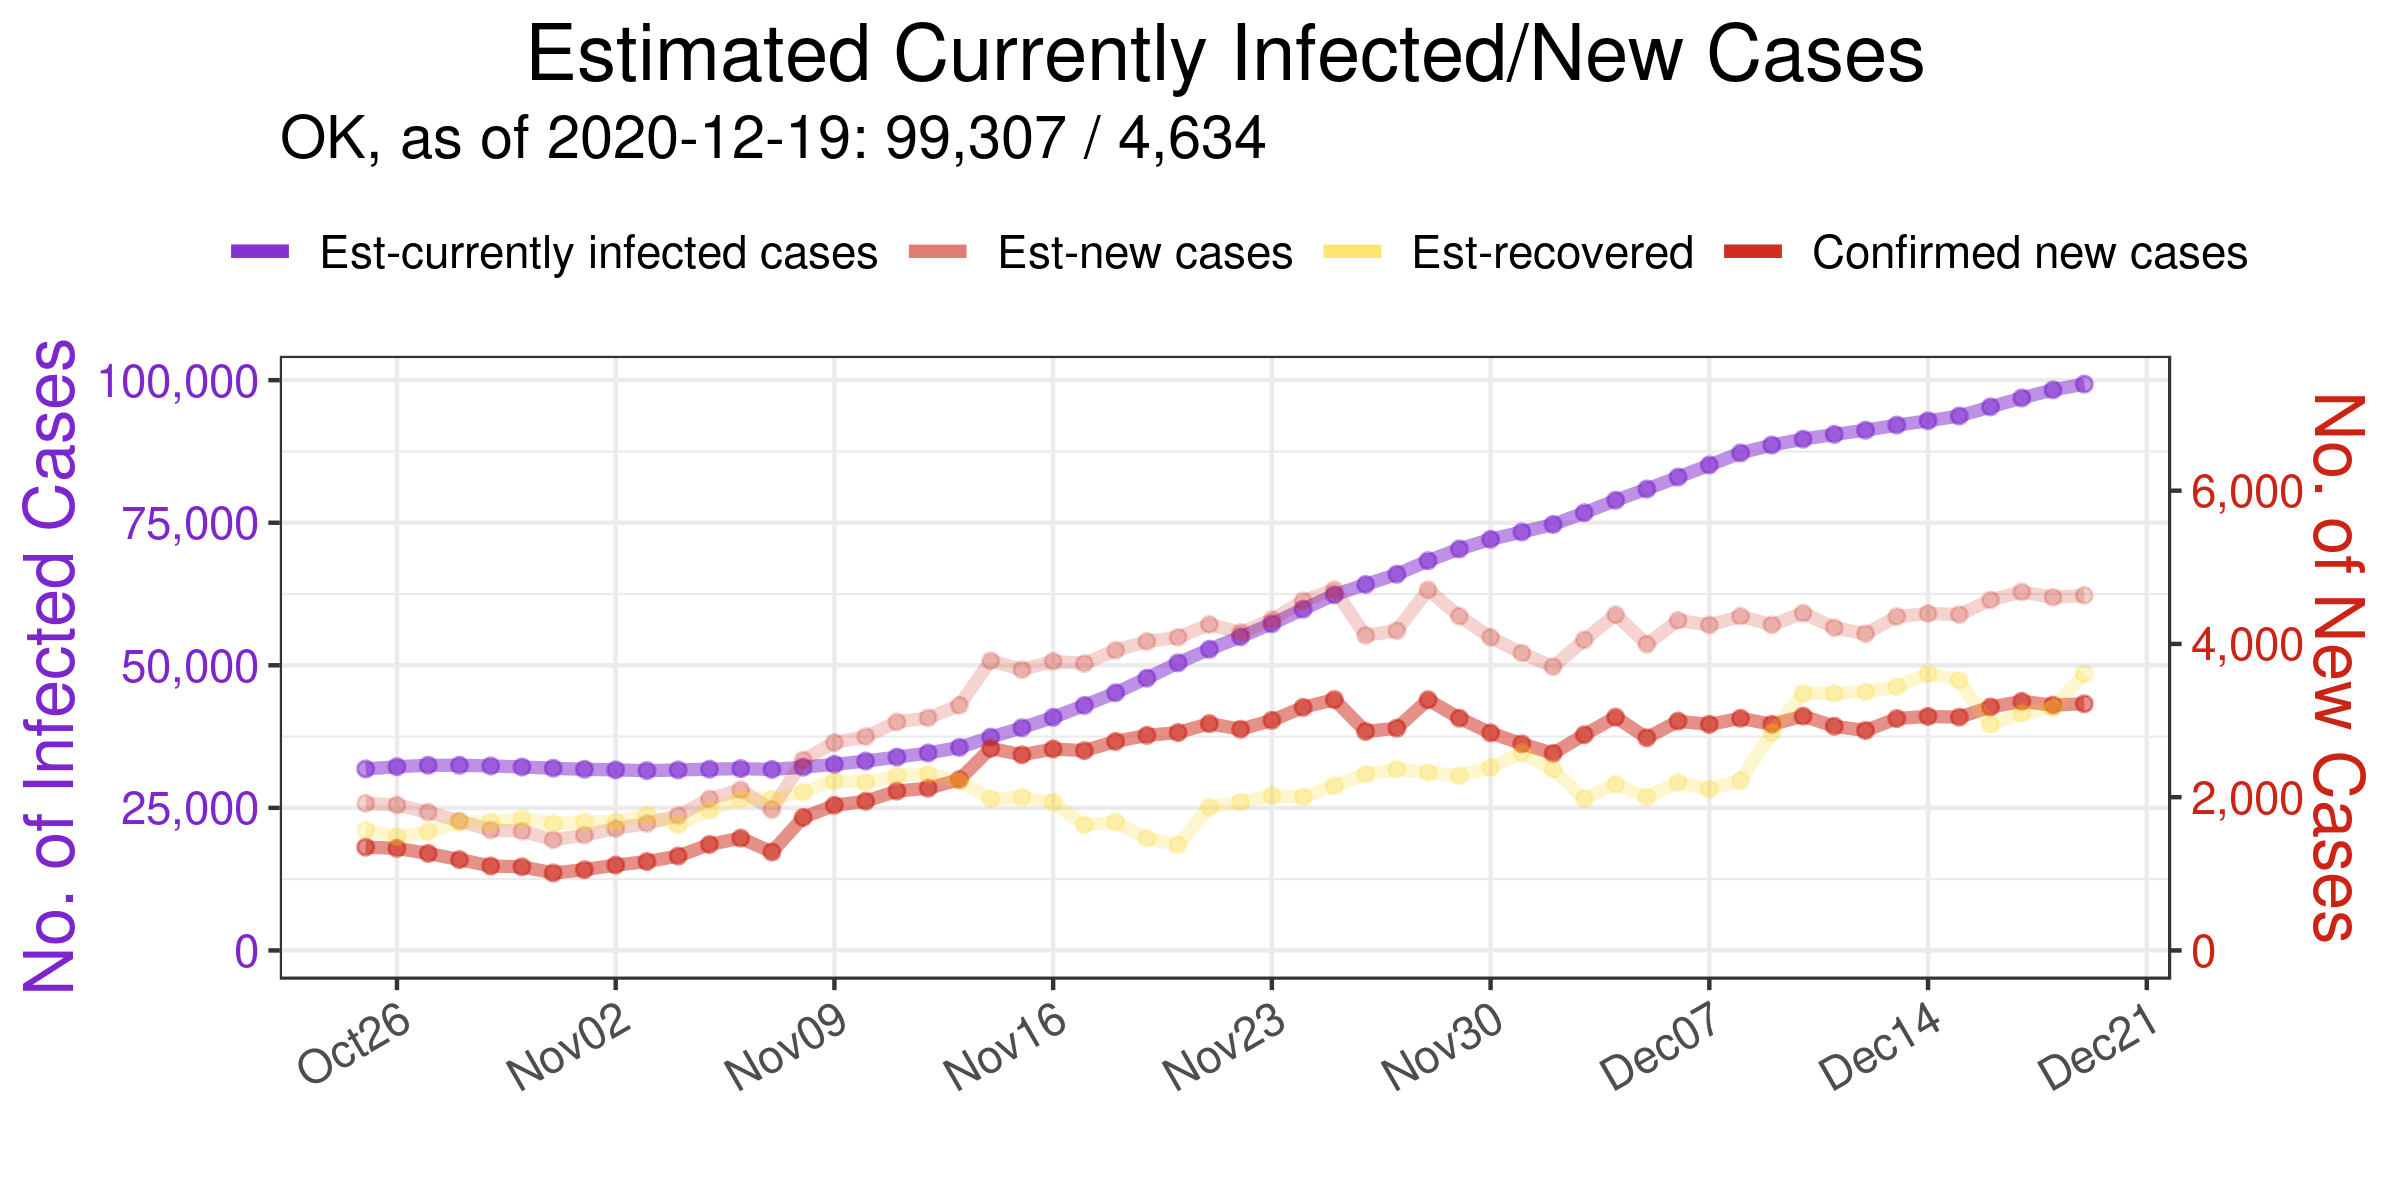 Estimated Currently Infected/New Cases
OK, as of 2020-12-19: 99,307 / 4,634
Est-currently infected cases Est-new cases Est-recovered Confirmed new cases
No. of Infected Cases
100,000
75,000
50,000
25,000
0
6,000
4,000
2,000
0
No. of New Cases
Oct26 Nov02 Nov09 Nov16 Nov23 Nov30 Dec07 Dec14 Dec21